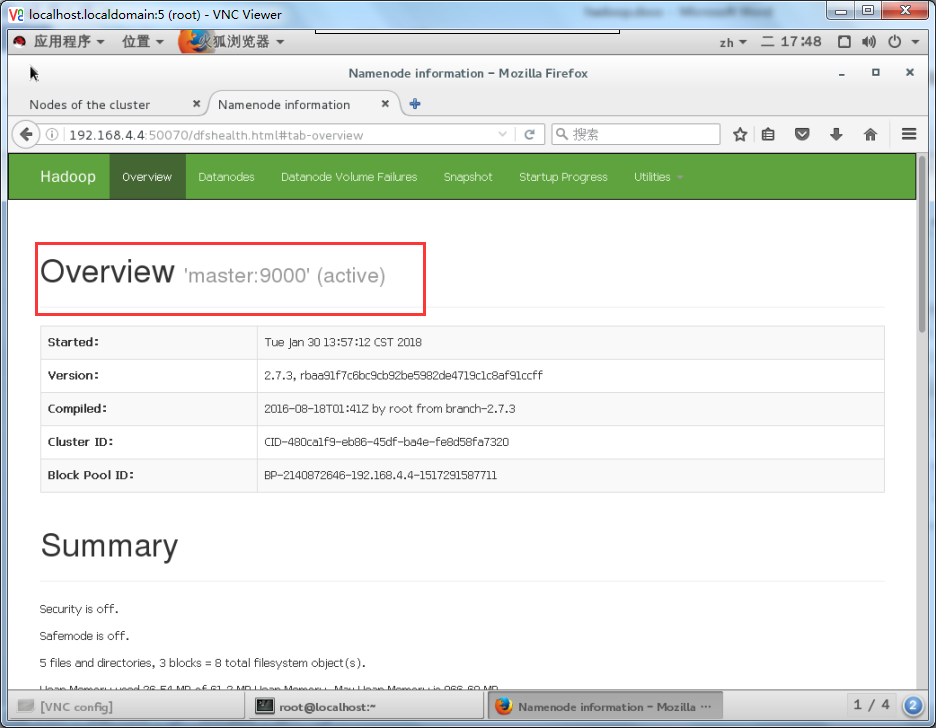 localhost.localdomain:5 (root) - VNC Viewer
应用程序 位置 火狐浏览器 zh 二 17:48
Namenode information - Mozilla Firefox
Nodes of the cluster Namenode information
192.168.4.4:50070/dfshealth.html#tab-overview 搜索
Hadoop Overview Datanodes Datanode Volume Failures Snapshot Startup Progress Utilities
Overview 'master:9000' (active)
Started: Tue Jan 30 13:57:12 CST 2018
Version: 2.7.3, rbaa91f7c6bc9cb92be5982de4719c1c8af91ccff
Compiled: 2016-08-18T01:41Z by root from branch-2.7.3
Cluster ID: CID-480ca1f9-eb86-45df-ba4e-fe8d58fa7320
Block Pool ID: BP-2140872646-192.168.4.4-1517291587711
Summary
Security is off.
Safemode is off.
5 files and directories, 3 blocks = 8 total filesystem object(s).
[VNC config] root@localhost:~ Namenode information - Mozilla ··· 1 / 4 2